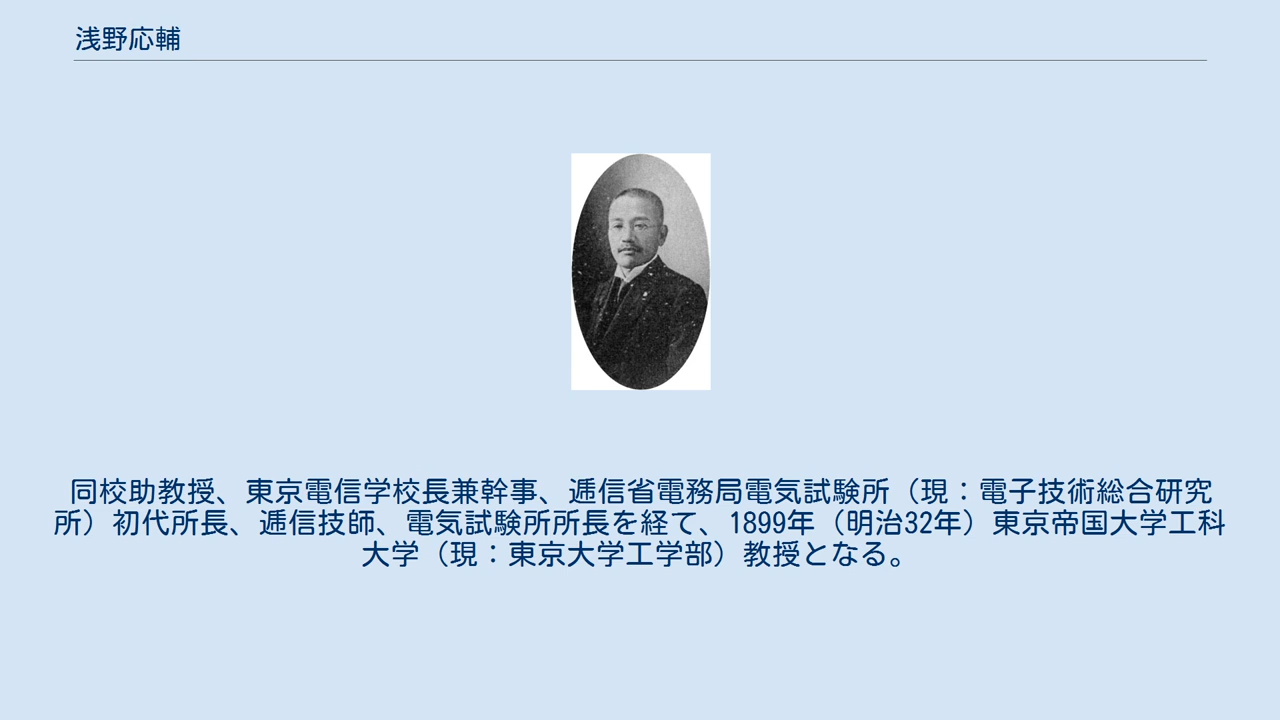 浅野応輔
同校助教授、東京電信学校長兼幹事、逓信省電務局電気試験所（現：電子技術総合研究
所）初代所長、逓信技師、電気試験所所長を経て、1899年（明治32年）東京帝国大学工科
大学（現：東京大学工学部）教授となる。